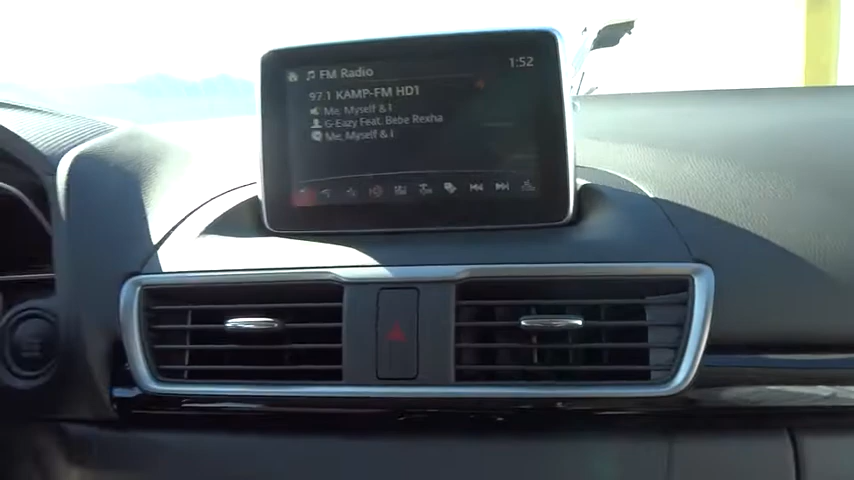 FM Radio
1:52
97.1 KAMP-FM HD1
Me, Myself & I
G-Eazy Feat. Bebe Rexha
Me, Myself & I